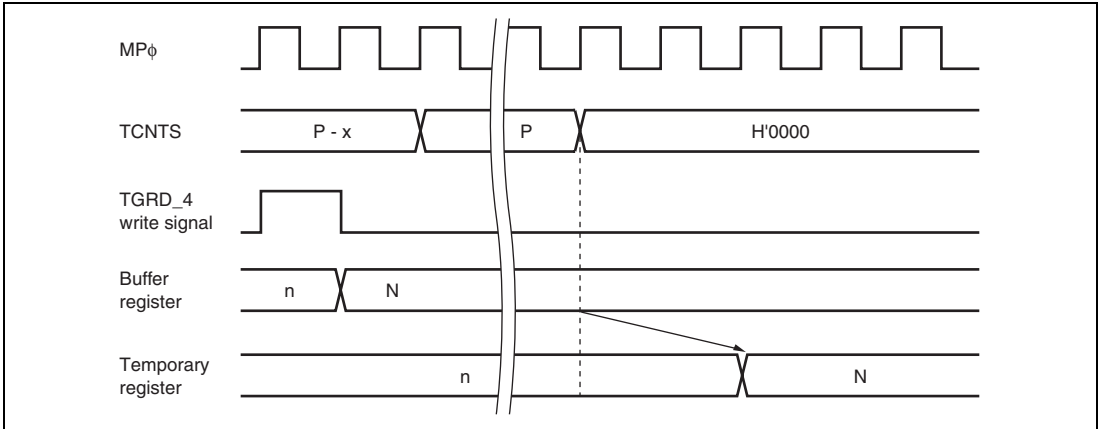 MPφ
TCNTS
P - x
P
H'0000
TGRD_4
write signal
Buffer
register
n
N
Temporary
register
n
N